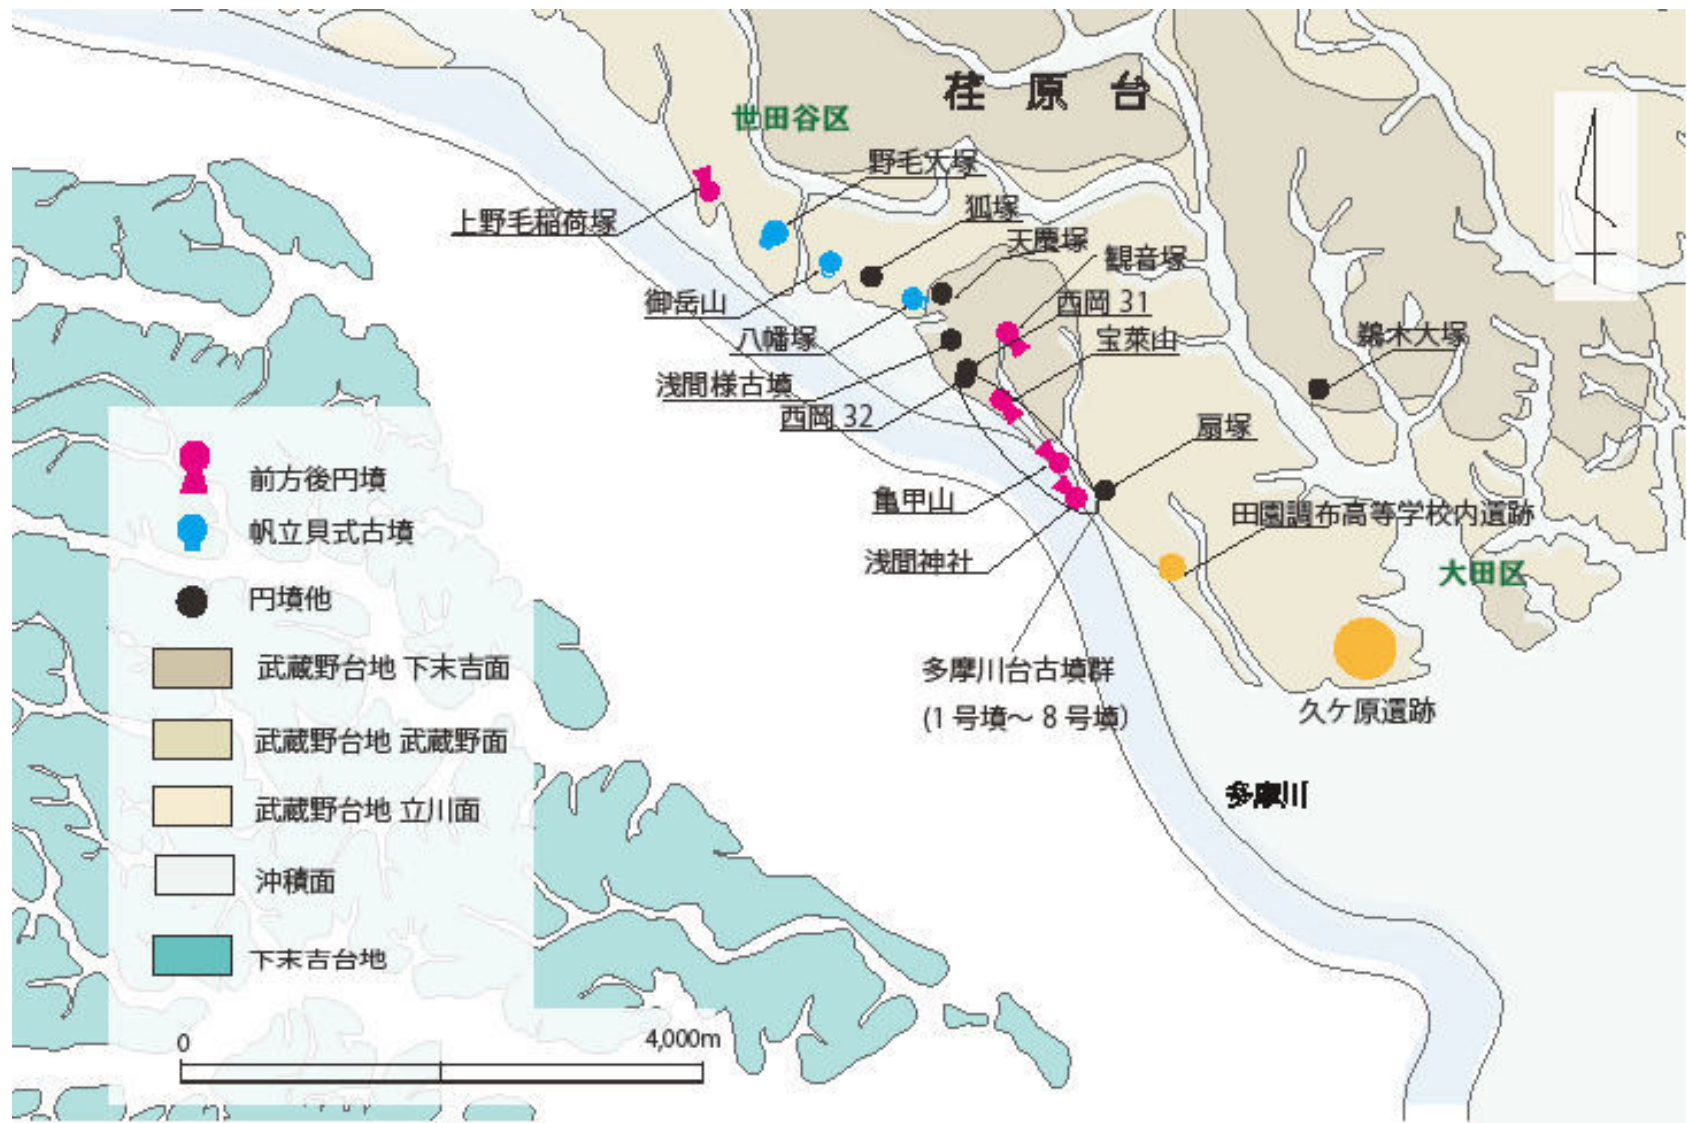 荏原台
世田谷区
野毛大塚
上野毛稲荷塚
狐塚
天慶塚
観音塚
御岳山
西岡 31
八幡塚
宝莱山
鵜木大塚
浅間様古墳
西岡 32
扇塚
亀甲山
田園調布高等学校内遺跡
浅間神社
大田区
多摩川台古墳群
(1 号墳～ 8 号墳)
久ケ原遺跡
多摩川
前方後円墳
帆立貝式古墳
円墳他
武蔵野台地 下末吉面
武蔵野台地 武蔵野面
武蔵野台地 立川面
沖積面
下末吉台地
0
4,000m